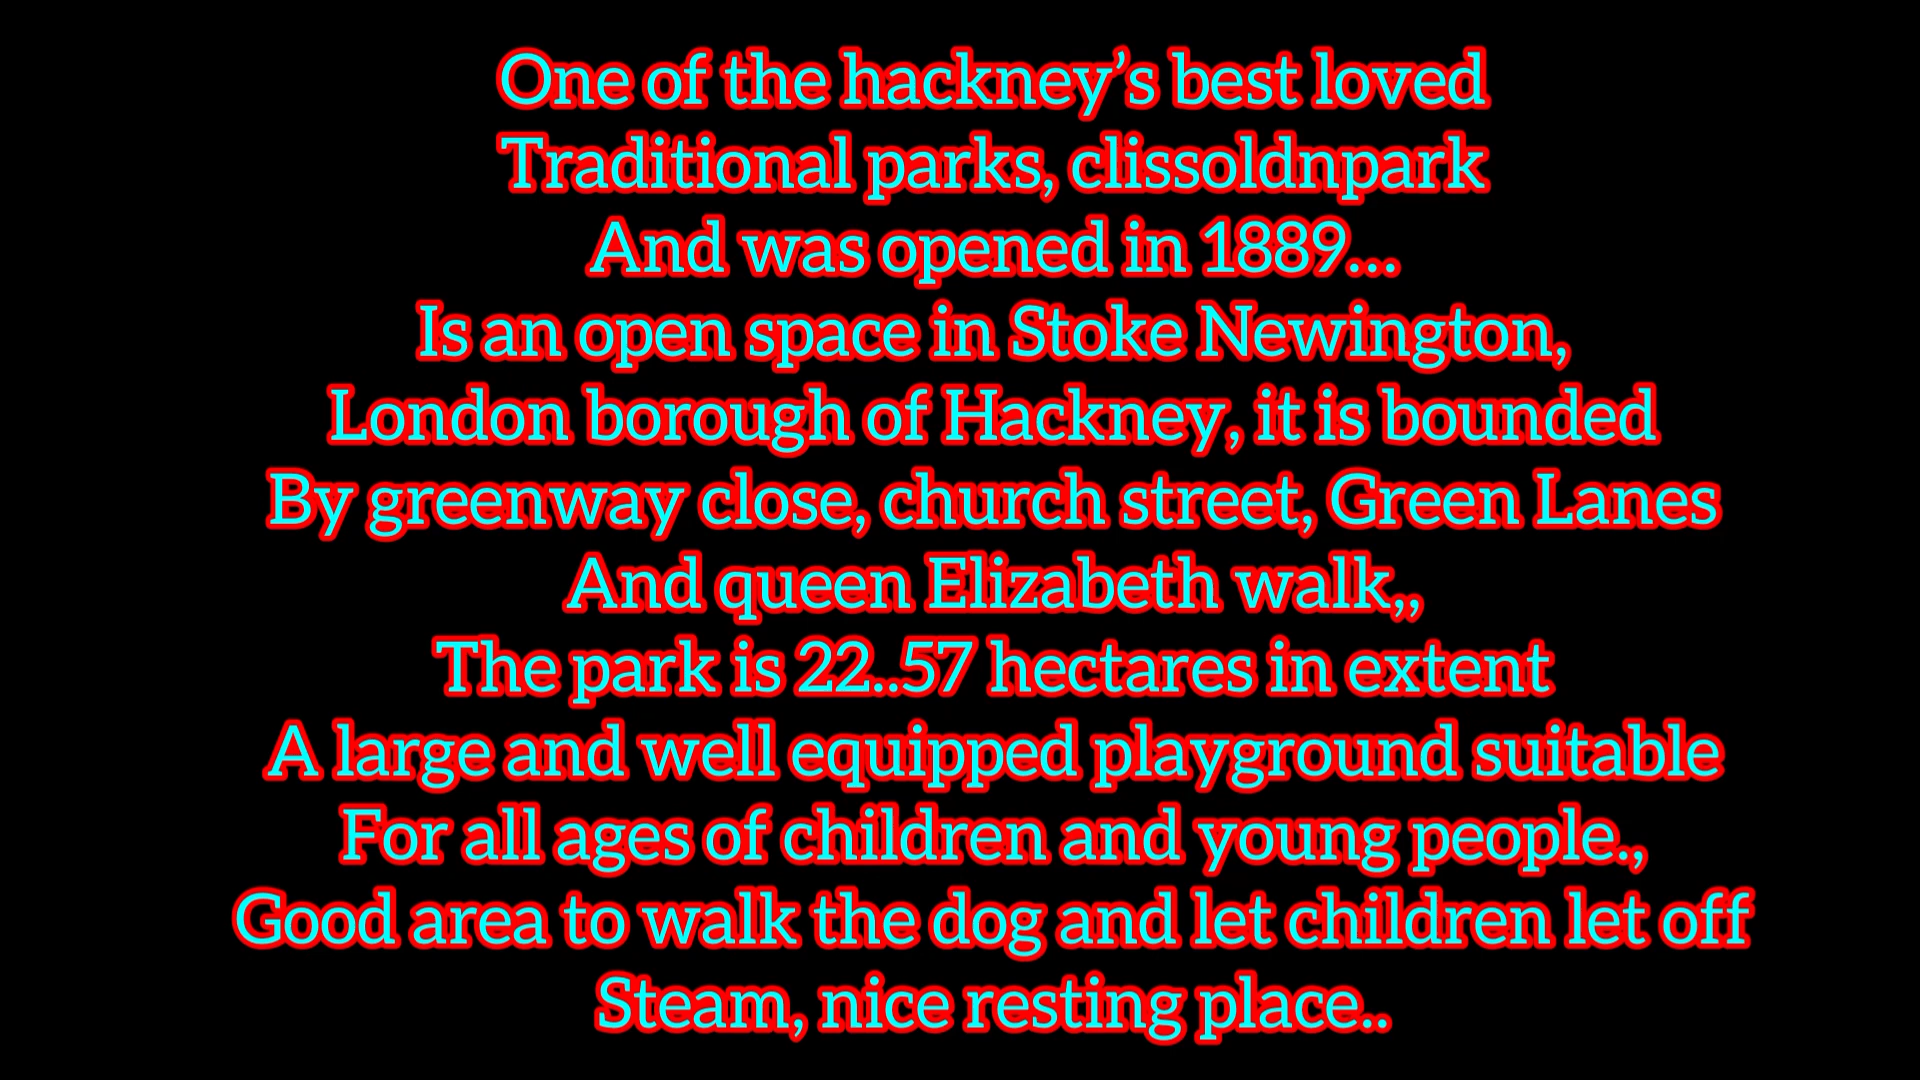 One of the hackney’s best loved
Traditional parks, clissoldnpark
And was opened in 1889...
Is an open space in Stoke Newington,
London borough of Hackney, it is bounded
By greenway close, church street, Green Lanes
And queen Elizabeth walk,,
The park is 22..57 hectares in extent
A large and well equipped playground suitable
For all ages of children and young people.,
Good area to walk the dog and let children let off
Steam, nice resting place..